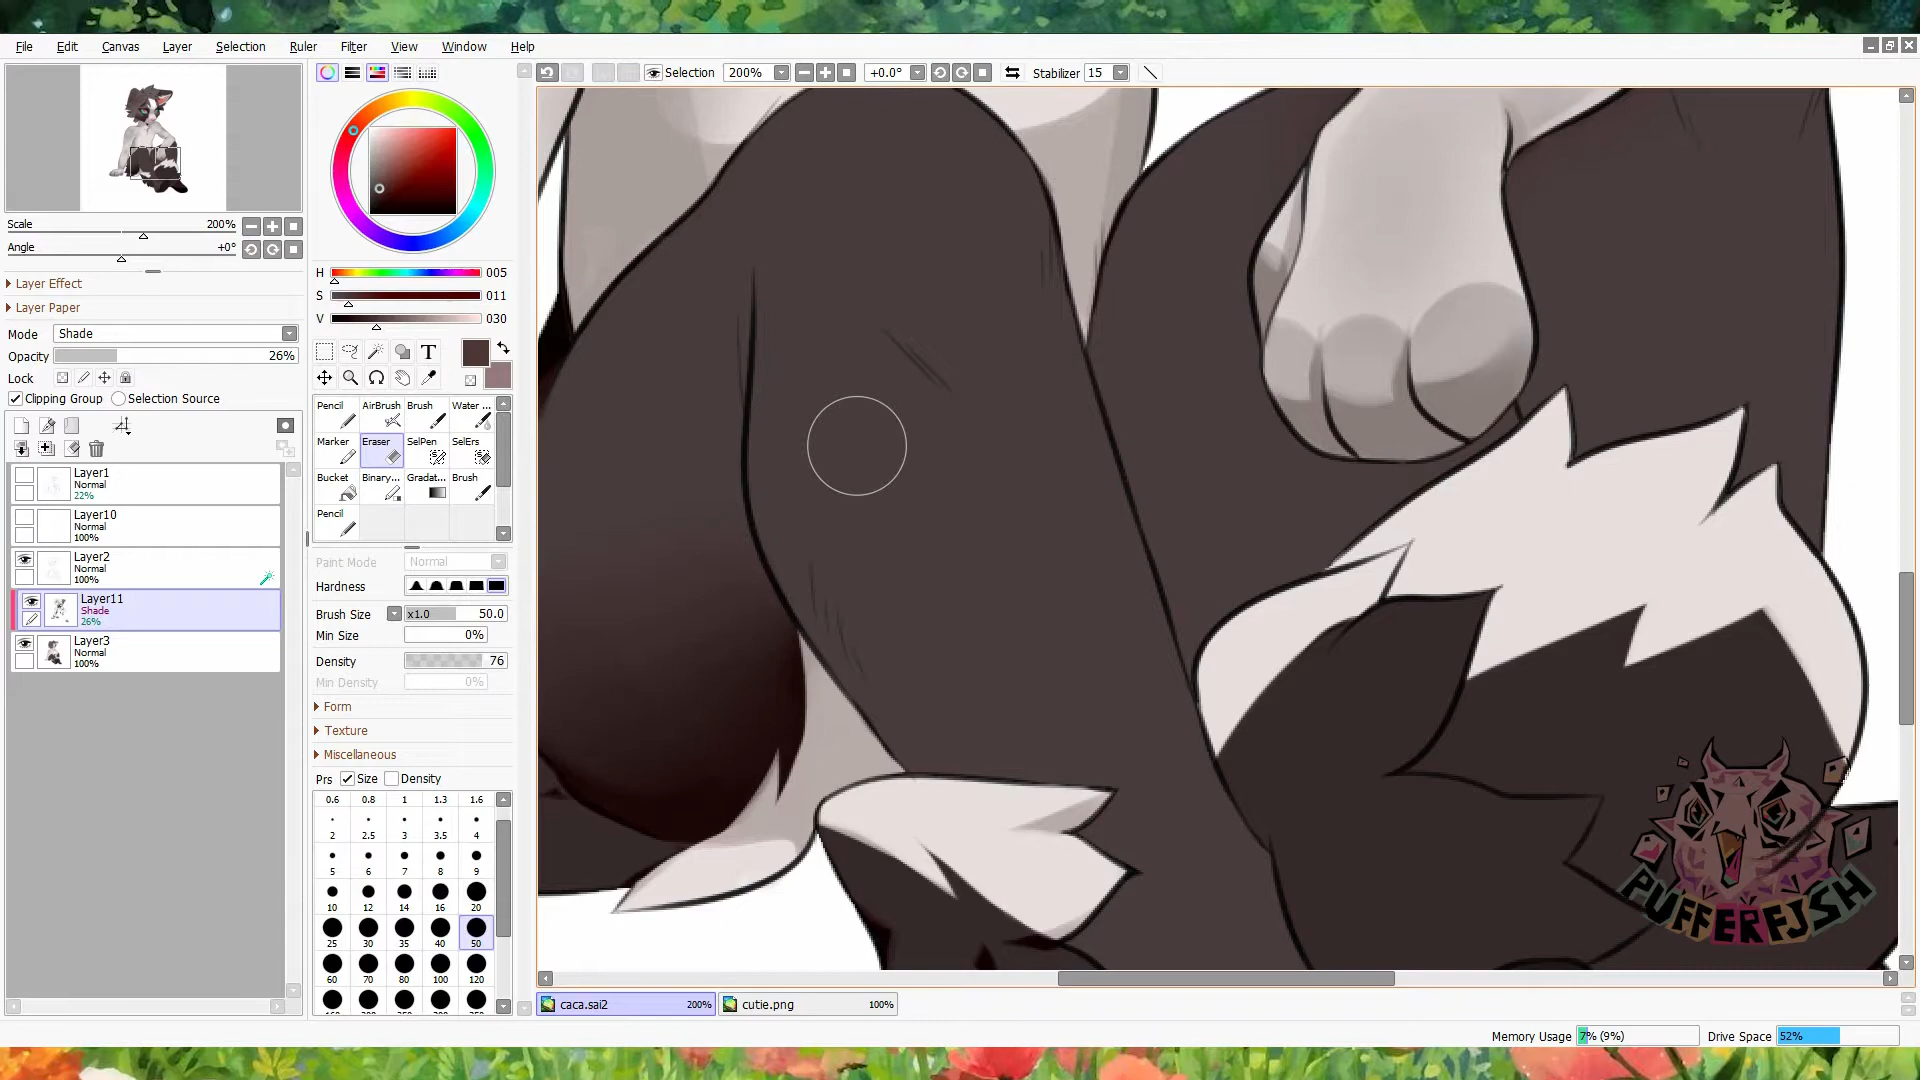 File Edit Canvas Layer Selection Ruler Filter View Window Help
Selection 200% +0.0° Stabilizer 15
Scale 200%
Angle +0°
Layer Effect
Layer Paper
Mode Shade
Opacity 26%
Lock
Clipping Group Selection Source
Layer1
Normal
22%
Layer10
Normal
100%
Layer2
Normal
100%
Layer11
Shade
26%
Layer3
Normal
100%
H 005
S 011
V 030
T
Pencil AirBrush Brush Water ...
Marker Eraser SelPen SelErs
Bucket Binary... Gradat... Brush
Pencil
Paint Mode Normal
Hardness
Brush Size x1.0 50.0
Min Size 0%
Density 76
Min Density 0%
Form
Texture
Miscellaneous
Prs Size Density
0.6 0.8 1 1.3 1.6
2 2.5 3 3.5 4
5 6 7 8 9
10 12 14 16 20
25 30 35 40 50
60 70 80 100 120
PUFFERFJSH
caca.sai2 200% cutie.png 100%
Memory Usage 7% (9%) Drive Space 52%